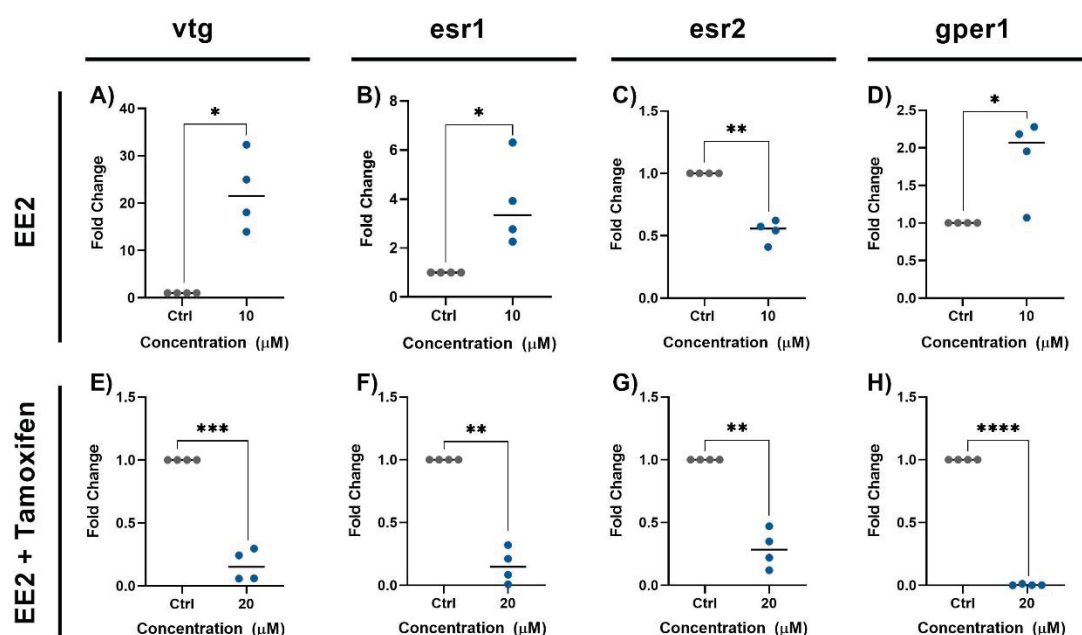 vtg esr1 esr2 gper1
EE2
A) B) C) D)
* * ** *
Fold Change Fold Change Fold Change Fold Change
40 8 1.5 2.5
30 6 2.0
20 4 1.0 1.5
10 2 0.5 1.0
0.5
0 0 0.0 0.0
Ctrl 10 Ctrl 10 Ctrl 10 Ctrl 10
Concentration (μM) Concentration (μM) Concentration (μM) Concentration (μM)
EE2 + Tamoxifen
E) F) G) H)
*** ** ** ****
Fold Change Fold Change Fold Change Fold Change
1.5 1.5 1.5 1.5
1.0 1.0 1.0 1.0
0.5 0.5 0.5 0.5
0.0 0.0 0.0 0.0
Ctrl 20 Ctrl 20 Ctrl 20 Ctrl 20
Concentration (μM) Concentration (μM) Concentration (μM) Concentration (μM)